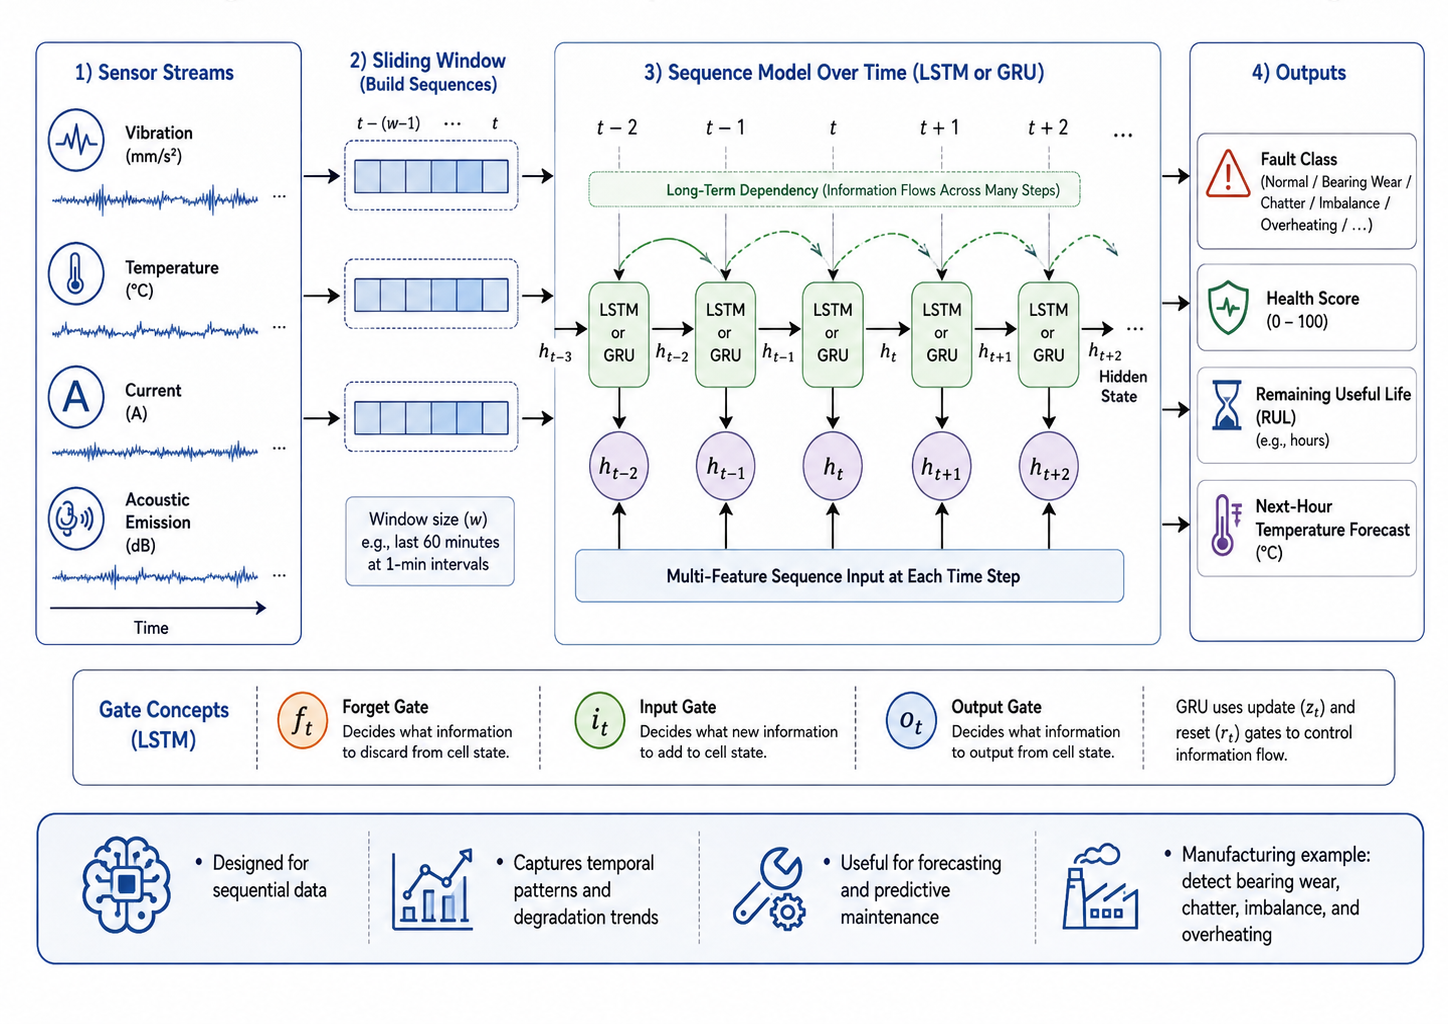 1) Sensor Streams
Vibration
(mm/s²)
...
Temperature
(°C)
...
Current
(A)
...
Acoustic
Emission
(dB)
...
Time
2) Sliding Window
(Build Sequences)
t − (w−1) ... t
Window size (w)
e.g., last 60 minutes
at 1-min intervals
3) Sequence Model Over Time (LSTM or GRU)
t − 2 t − 1 t t + 1 t + 2 ...
Long-Term Dependency (Information Flows Across Many Steps)
LSTM LSTM LSTM LSTM LSTM
or or or or or ...
GRU GRU GRU GRU GRU
h_{t−3} h_{t−2} h_{t−1} h_t h_{t+1} h_{t+2}
Hidden
State
h_{t−2} h_{t−1} h_t h_{t+1} h_{t+2}
Multi-Feature Sequence Input at Each Time Step
4) Outputs
Fault Class
(Normal / Bearing Wear /
Chatter / Imbalance /
Overheating / ...)
Health Score
(0 – 100)
Remaining Useful Life
(RUL)
(e.g., hours)
Next-Hour
Temperature Forecast
(°C)
Gate Concepts
(LSTM)
f_t
Forget Gate
Decides what information
to discard from cell state.
i_t
Input Gate
Decides what new information
to add to cell state.
o_t
Output Gate
Decides what information
to output from cell state.
GRU uses update (z_t) and
reset (r_t) gates to control
information flow.
• Designed for
sequential data
• Captures temporal
patterns and
degradation trends
• Useful for forecasting
and predictive
maintenance
• Manufacturing example:
detect bearing wear,
chatter, imbalance, and
overheating